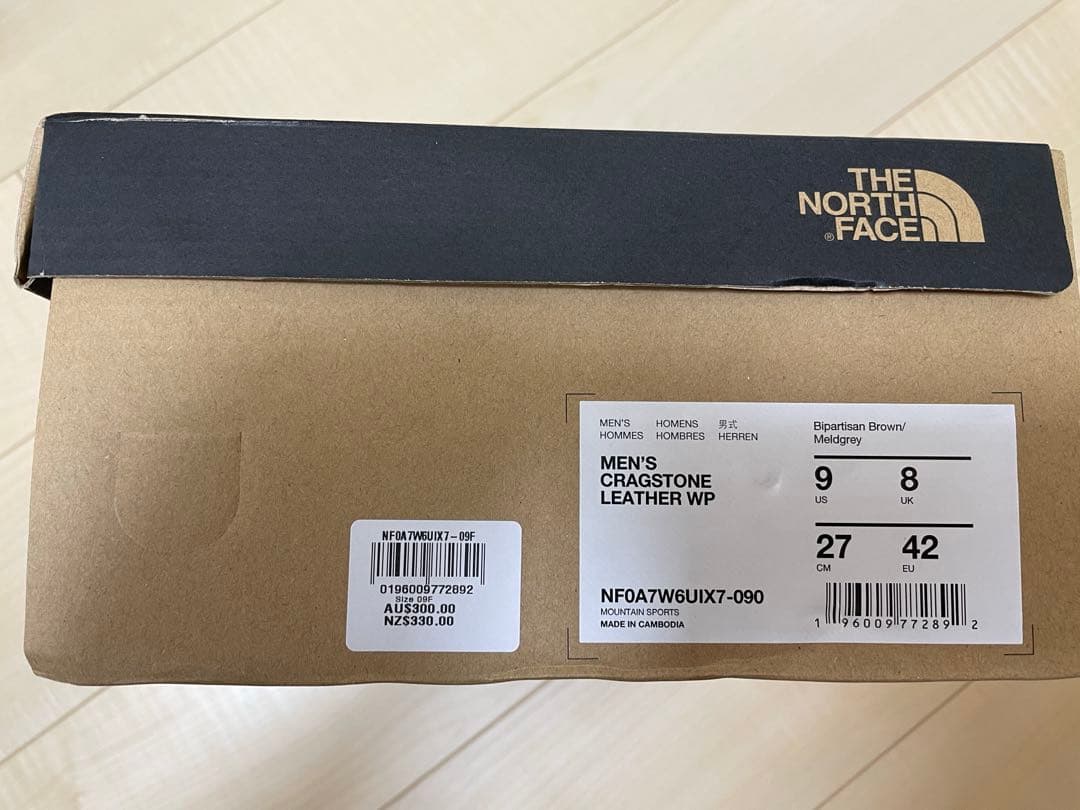 THE
NORTH
® FACE
MEN'S HOMENS 男式
HOMMES HOMBRES HERREN
MEN'S
CRAGSTONE
LEATHER WP
Bipartisan Brown/
Meldgrey
9 8
US UK
27 42
CM EU
NF0A7W6UIX7-090
MOUNTAIN SPORTS
MADE IN CAMBODIA
1 96009 77289 2
NF0A7W6UIX7-09F
0196009772892
Size 09F
AU$300.00
NZ$330.00